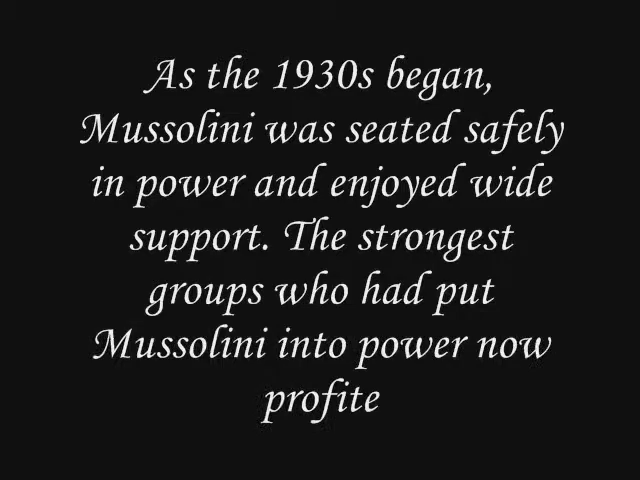 As the 1930s began,
Mussolini was seated safely
in power and enjoyed wide
support. The strongest
groups who had put
Mussolini into power now
profite